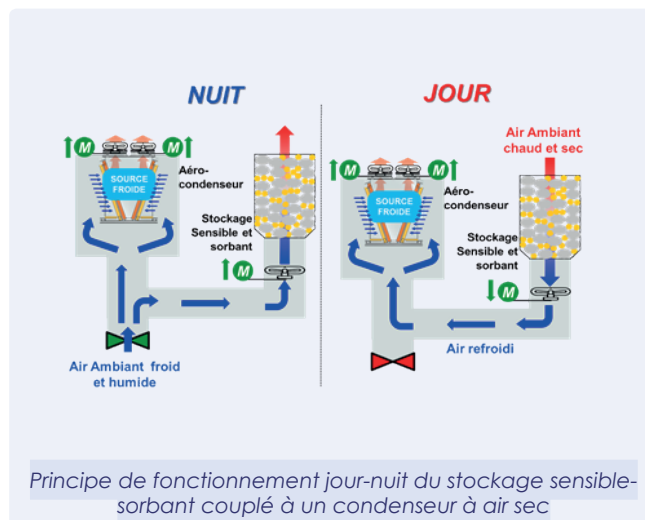 NUIT
M
M
SOURCE
FROIDE
Aéro-
condenseur
Stockage
Sensible et
sorbant
M
Air Ambiant froid
et humide
JOUR
Air Ambiant
chaud et sec
M
M
SOURCE
FROIDE
Aéro-
condenseur
Stockage
Sensible et
sorbant
M
Air refroidi
Principe de fonctionnement jour-nuit du stockage sensible-
sorbant couplé à un condenseur à air sec